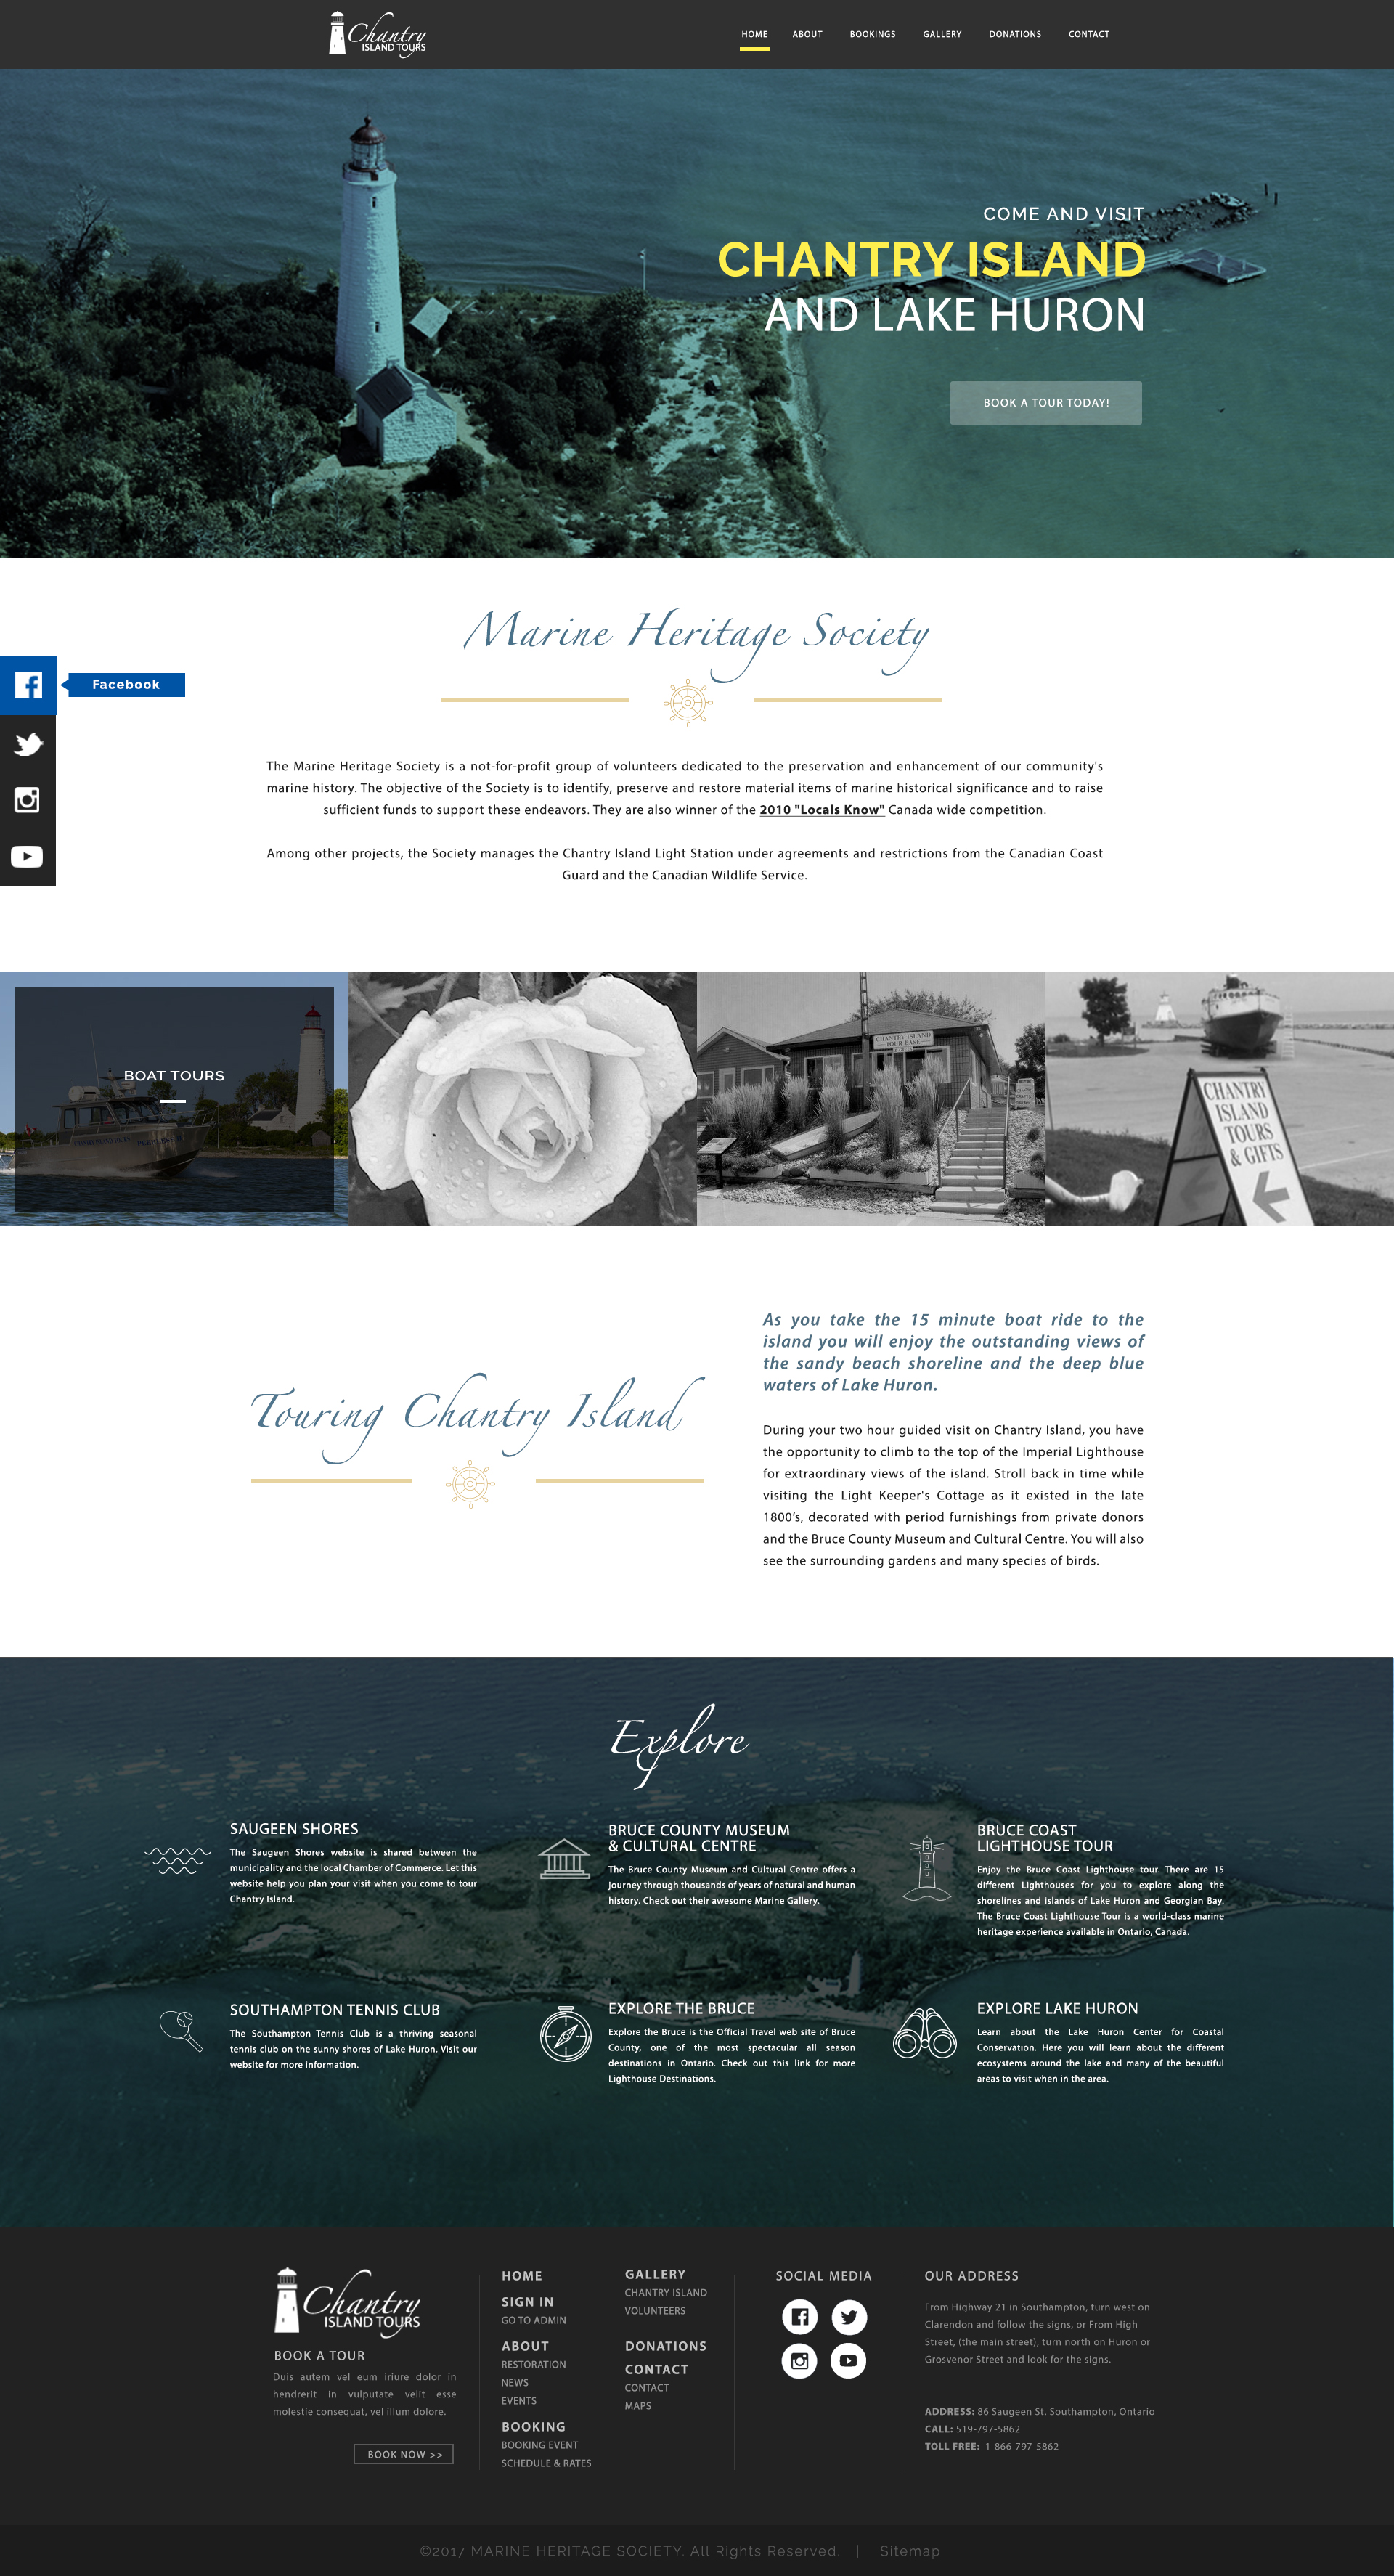 Chantry
ISLAND TOURS
HOME
ABOUT
BOOKINGS
GALLERY
DONATIONS
CONTACT
COME AND VISIT
CHANTRY ISLAND
AND LAKE HURON
BOOK A TOUR TODAY!
Marine Heritage Society
Facebook
The Marine Heritage Society is a not-for-profit group of volunteers dedicated to the preservation and enhancement of our community's
marine history. The objective of the Society is to identify, preserve and restore material items of marine historical significance and to raise
sufficient funds to support these endeavors. They are also winner of the 2010 "Locals Know" Canada wide competition.
Among other projects, the Society manages the Chantry Island Light Station under agreements and restrictions from the Canadian Coast
Guard and the Canadian Wildlife Service.
BOAT TOURS
CHANTRY ISLAND
TOUR BASE
CHANTRY
ISLAND
TOURS
& GIFTS
Touring Chantry Island
As you take the 15 minute boat ride to the
island you will enjoy the outstanding views of
the sandy beach shoreline and the deep blue
waters of Lake Huron.
During your two hour guided visit on Chantry Island, you have
the opportunity to climb to the top of the Imperial Lighthouse
for extraordinary views of the island. Stroll back in time while
visiting the Light Keeper's Cottage as it existed in the late
1800's, decorated with period furnishings from private donors
and the Bruce County Museum and Cultural Centre. You will also
see the surrounding gardens and many species of birds.
Explore
SAUGEEN SHORES
The Saugeen Shores website is shared between the
municipality and the local Chamber of Commerce. Let this
website help you plan your visit when you come to tour
Chantry Island.
BRUCE COUNTY MUSEUM
& CULTURAL CENTRE
The Bruce County Museum and Cultural Centre offers a
journey through thousands of years of natural and human
history. Check out their awesome Marine Gallery.
BRUCE COAST
LIGHTHOUSE TOUR
Enjoy the Bruce Coast Lighthouse tour. There are 15
different Lighthouses for you to explore along the
shorelines and islands of Lake Huron and Georgian Bay.
The Bruce Coast Lighthouse Tour is a world-class marine
heritage experience available in Ontario, Canada.
SOUTHAMPTON TENNIS CLUB
The Southampton Tennis Club is a thriving seasonal
tennis club on the sunny shores of Lake Huron. Visit our
website for more information.
EXPLORE THE BRUCE
Explore the Bruce is the Official Travel web site of Bruce
County, one of the most spectacular all season
destinations in Ontario. Check out this link for more
Lighthouse Destinations.
EXPLORE LAKE HURON
Learn about the Lake Huron Center for Coastal
Conservation. Here you will learn about the different
ecosystems around the lake and many of the beautiful
areas to visit when in the area.
Chantry
ISLAND TOURS
BOOK A TOUR
Duis autem vel eum iriure dolor in
hendrerit in vulputate velit esse
molestie consequat, vel illum dolore.
BOOK NOW >>
HOME
SIGN IN
GO TO ADMIN
ABOUT
RESTORATION
NEWS
EVENTS
BOOKING
BOOKING EVENT
SCHEDULE & RATES
GALLERY
CHANTRY ISLAND
VOLUNTEERS
DONATIONS
CONTACT
CONTACT
MAPS
SOCIAL MEDIA
OUR ADDRESS
From Highway 21 in Southampton, turn west on
Clarendon and follow the signs, or From High
Street, (the main street), turn north on Huron or
Grosvenor Street and look for the signs.
ADDRESS: 86 Saugeen St. Southampton, Ontario
CALL: 519-797-5862
TOLL FREE: 1-866-797-5862
©2017 MARINE HERITAGE SOCIETY. All Rights Reserved. | Sitemap